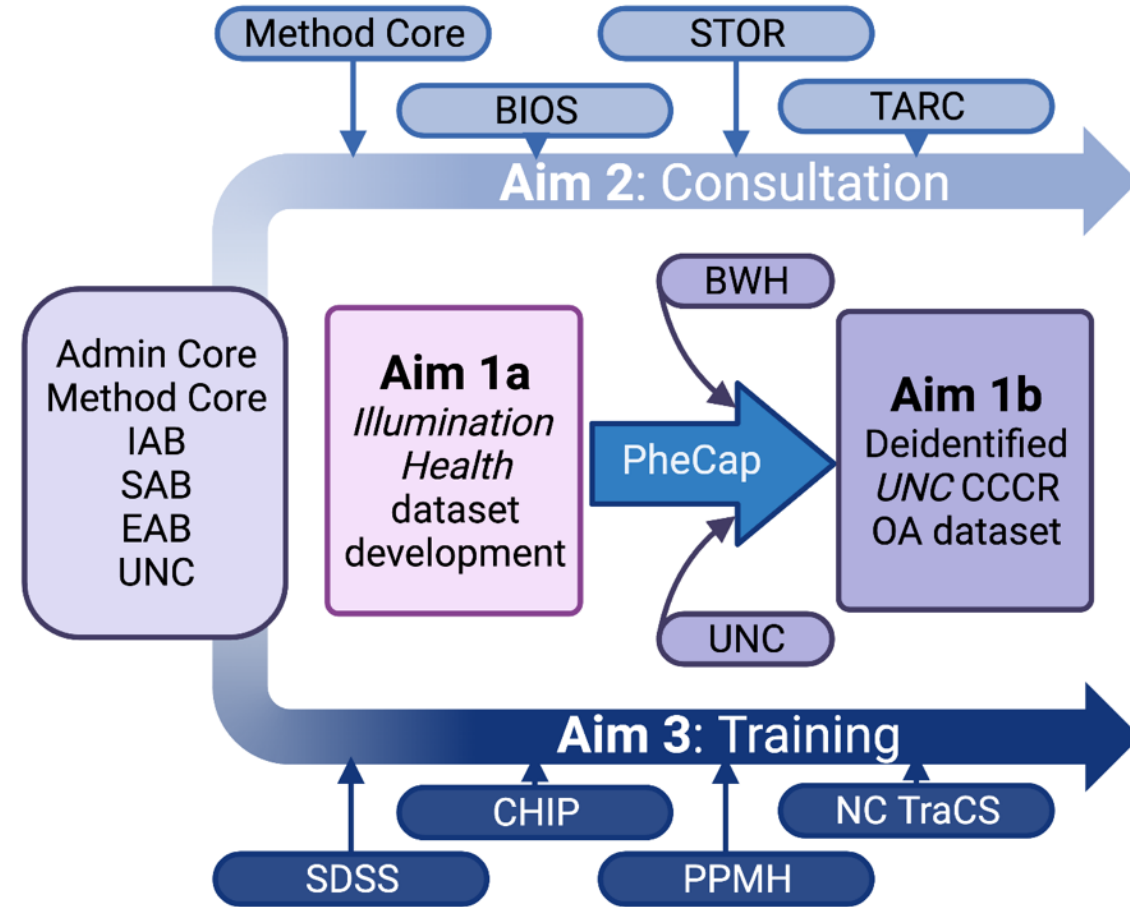 Method Core
STOR
BIOS
TARC
Aim 2: Consultation
Admin Core
Method Core
IAB
SAB
EAB
UNC
Aim 1a
Illumination
Health
dataset
development
BWH
PheCap
UNC
Aim 1b
Deidentified
UNC CCCR
OA dataset
Aim 3: Training
CHIP
NC TraCS
SDSS
PPMH